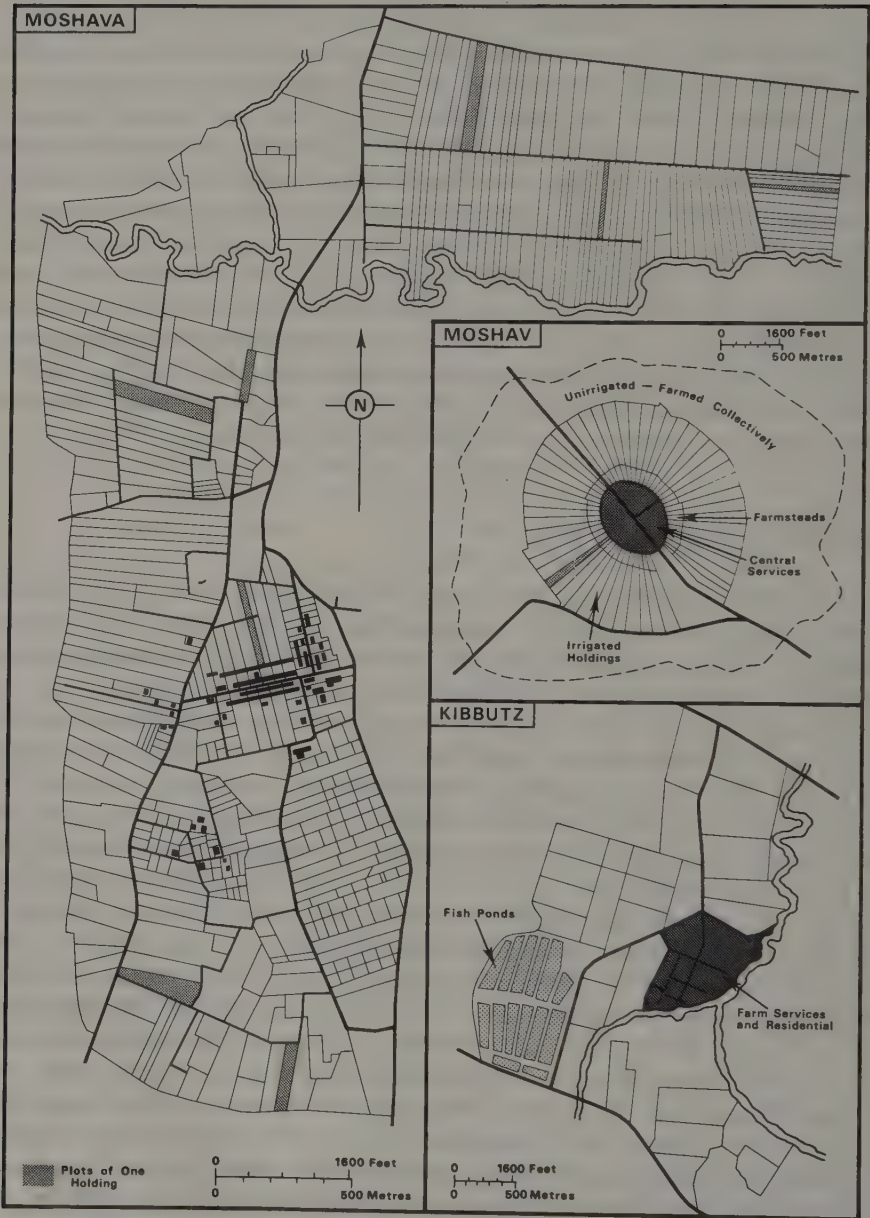 MOSHAVA
N
Plots of One
Holding
0 1600 Feet
0 500 Metres
MOSHAV
0 1600 Feet
0 500 Metres
Unirrigated — Farmed Collectively
Farmsteads
Central
Services
Irrigated
Holdings
KIBBUTZ
Fish Ponds
Farm Services
and Residential
0 1600 Feet
0 500 Metres